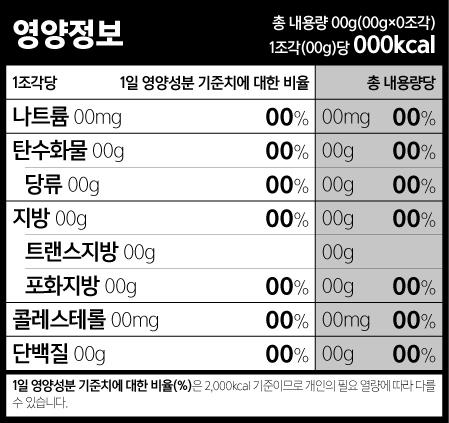 영양정보
총 내용량 00g(00g×0조각)
1조각(00g)당 000kcal
1조각당 1일 영양성분 기준치에 대한 비율 총 내용량당
나트륨 00mg 00% 00mg 00%
탄수화물 00g 00% 00g 00%
당류 00g 00% 00g 00%
지방 00g 00% 00g 00%
트랜스지방 00g 00g
포화지방 00g 00% 00g 00%
콜레스테롤 00mg 00% 00mg 00%
단백질 00g 00% 00g 00%
1일 영양성분 기준치에 대한 비율(%)은 2,000kcal 기준이므로 개인의 필요 열량에 따라 다를
수 있습니다.